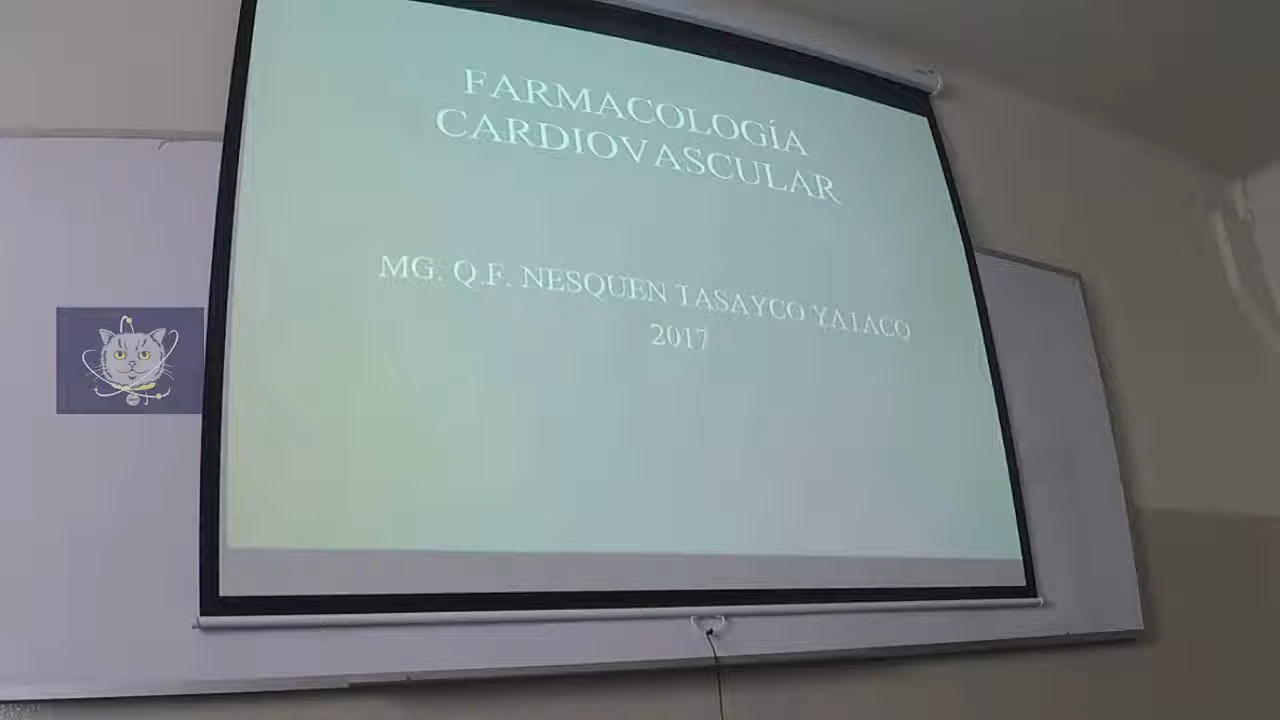 FARMACOLOGÍA
CARDIOVASCULAR
MG. Q.F. NESQUEN TASAYCO YATACO
2017